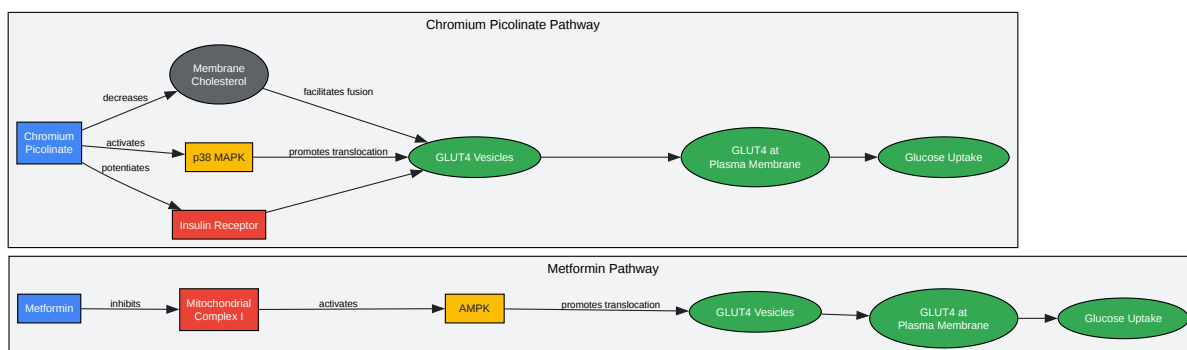 Chromium Picolinate Pathway
Membrane
Cholesterol
decreases
facilitates fusion
Chromium
Picolinate
activates
p38 MAPK
promotes translocation
GLUT4 Vesicles
GLUT4 at
Plasma Membrane
Glucose Uptake
potentiates
Insulin Receptor
Metformin Pathway
Metformin
inhibits
Mitochondrial
Complex I
activates
AMPK
promotes translocation
GLUT4 Vesicles
GLUT4 at
Plasma Membrane
Glucose Uptake